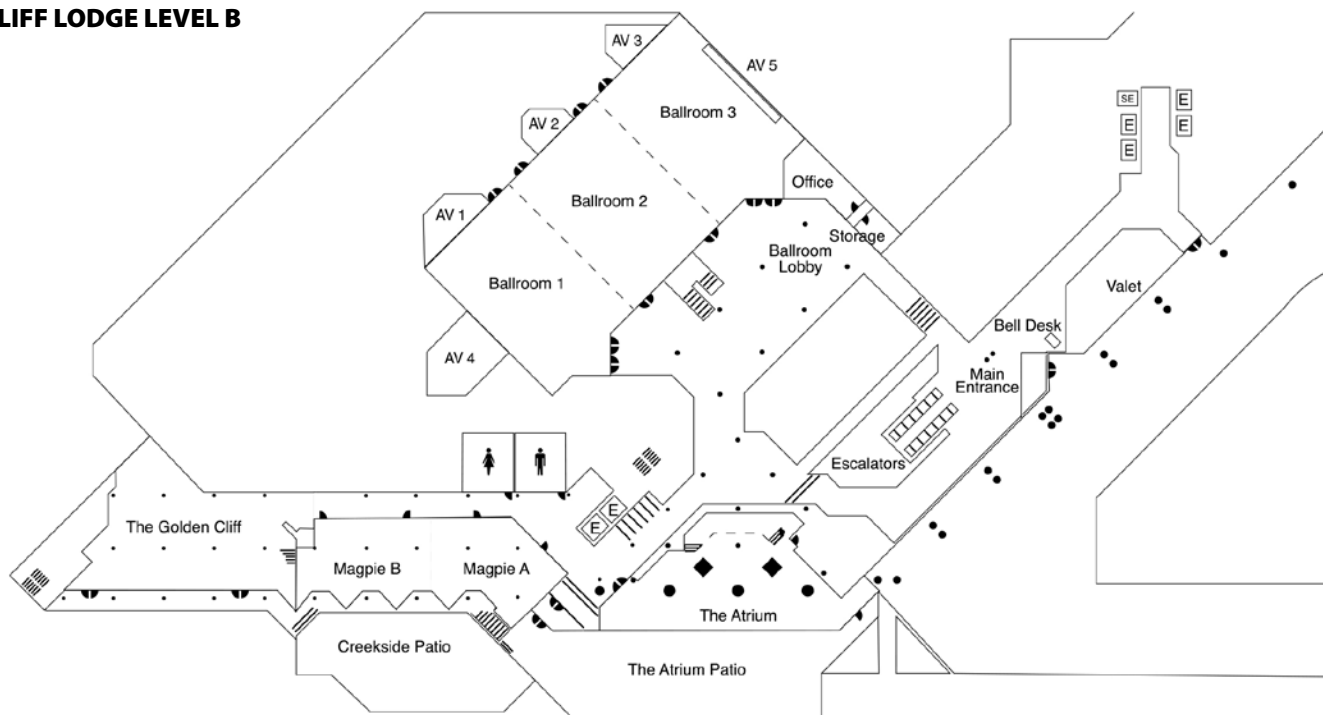 LIFF LODGE LEVEL B
AV 3
AV 5
SE
E
E
E
E
Ballroom 3
AV 2
Office
Ballroom 2
AV 1
Storage
Ballroom
Lobby
Ballroom 1
Valet
Bell Desk
AV 4
Main
Entrance
Escalators
E
E
The Golden Cliff
Magpie B
Magpie A
The Atrium
Creekside Patio
The Atrium Patio